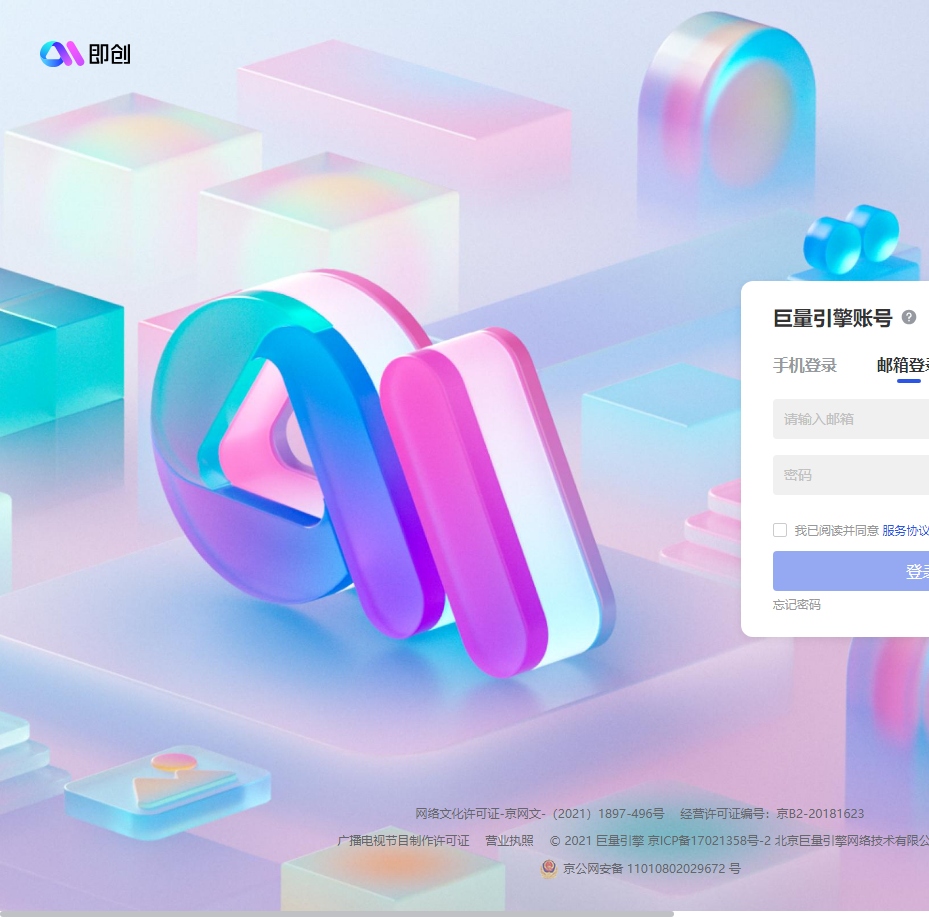 即创
巨量引擎账号 ?
手机登录 邮箱登录
请输入邮箱
密码
我已阅读并同意 服务协议
登录
忘记密码
网络文化许可证-京网文-（2021）1897-496号 经营许可证编号：京B2-20181623
广播电视节目制作许可证 营业执照 © 2021 巨量引擎 京ICP备17021358号-2 北京巨量引擎网络技术有限公
京公网安备 11010802029672 号